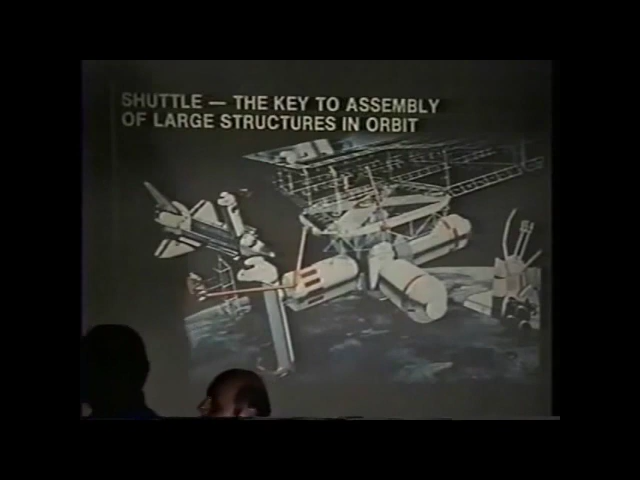 SHUTTLE — THE KEY TO ASSEMBLY
OF LARGE STRUCTURES IN ORBIT